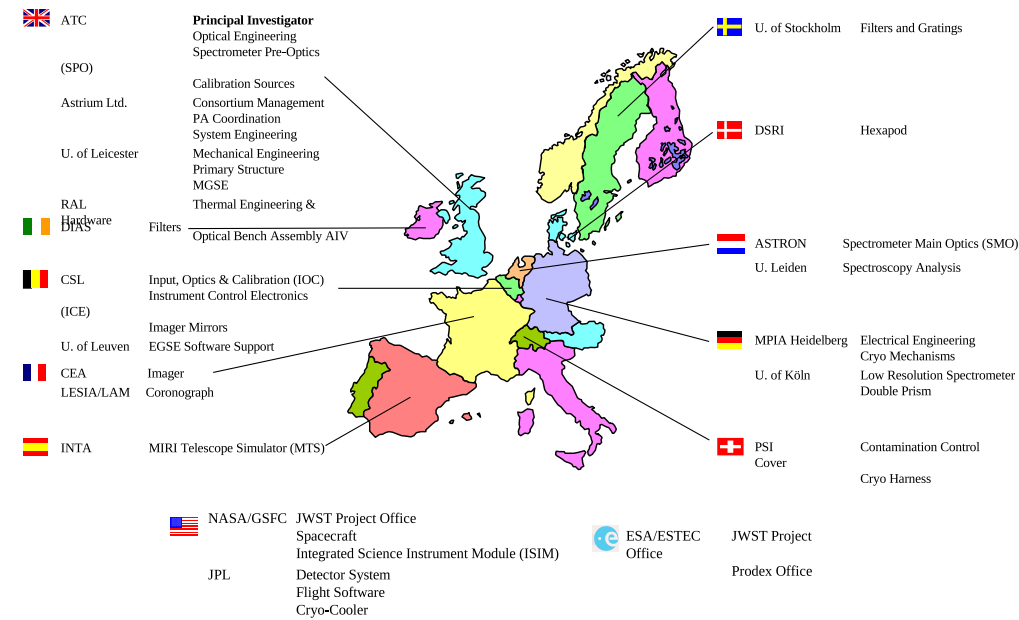 ATC Principal Investigator
Optical Engineering
Spectrometer Pre-Optics
(SPO)
Calibration Sources
Astrium Ltd. Consortium Management
PA Coordination
System Engineering
U. of Leicester Mechanical Engineering
Primary Structure
MGSE
RAL Thermal Engineering &
Hardware
Optical Bench Assembly AIV
DIAS Filters
CSL Input, Optics & Calibration (IOC)
Instrument Control Electronics
(ICE)
Imager Mirrors
U. of Leuven EGSE Software Support
CEA Imager
LESIA/LAM Coronograph
INTA MIRI Telescope Simulator (MTS)
U. of Stockholm Filters and Gratings
DSRI Hexapod
ASTRON Spectrometer Main Optics (SMO)
U. Leiden Spectroscopy Analysis
MPIA Heidelberg Electrical Engineering
Cryo Mechanisms
U. of Köln Low Resolution Spectrometer
Double Prism
PSI Contamination Control
Cover
Cryo Harness
NASA/GSFC JWST Project Office
Spacecraft
Integrated Science Instrument Module (ISIM)
JPL Detector System
Flight Software
Cryo-Cooler
ESA/ESTEC JWST Project
Office
Prodex Office